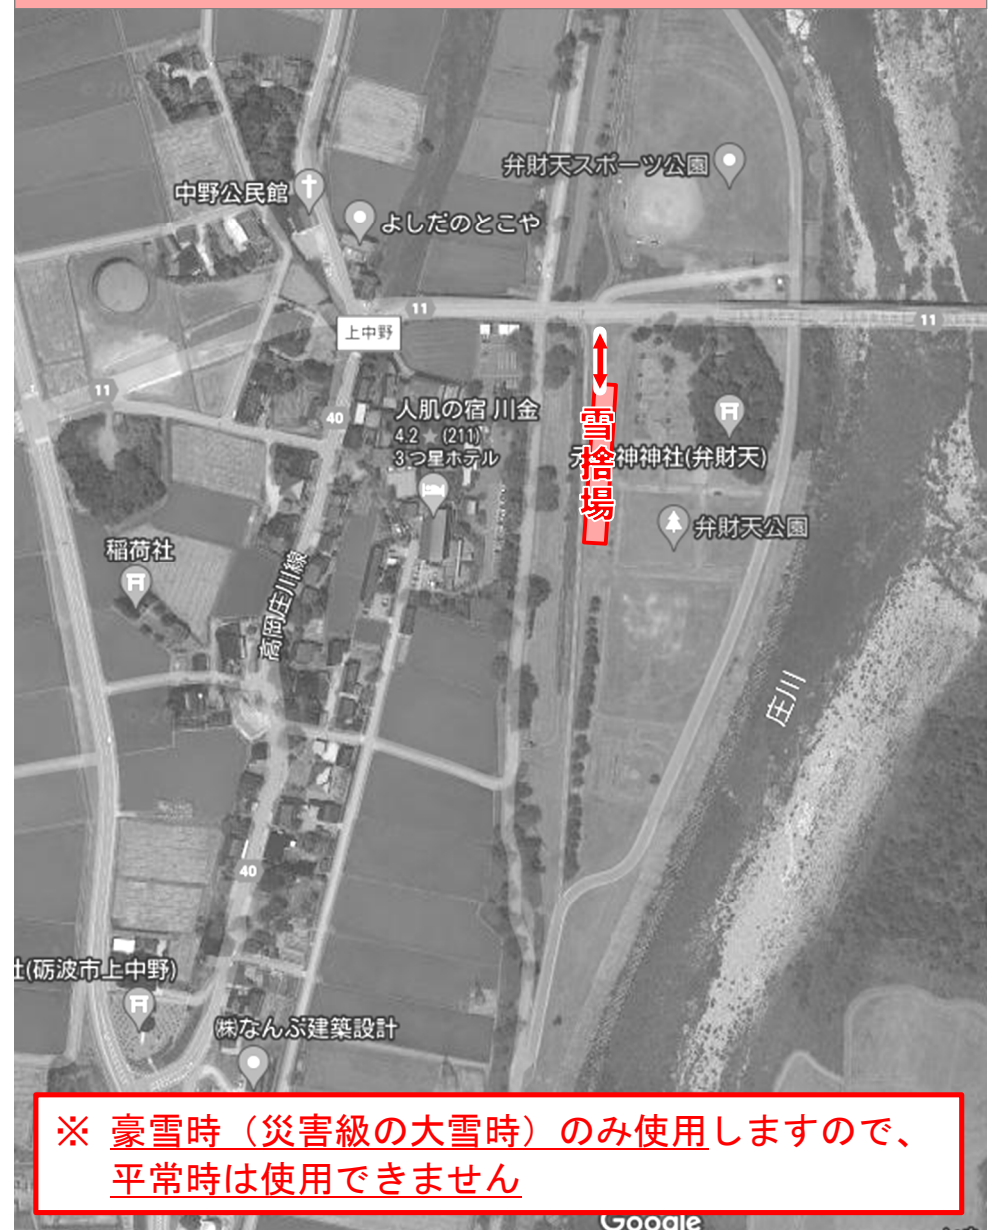 弁財天スポーツ公園
中野公民館
よしだのとこや
11
11
上中野
11
40
人肌の宿 川金
4.2 ★ (211)
3つ星ホテル
雪捨場
神神社(弁財天)
弁財天公園
稲荷社
高岡庄川線
庄川
40
社(砺波市上中野)
㈱なんぶ建築設計
※ 豪雪時（災害級の大雪時）のみ使用しますので、
平常時は使用できません
Google